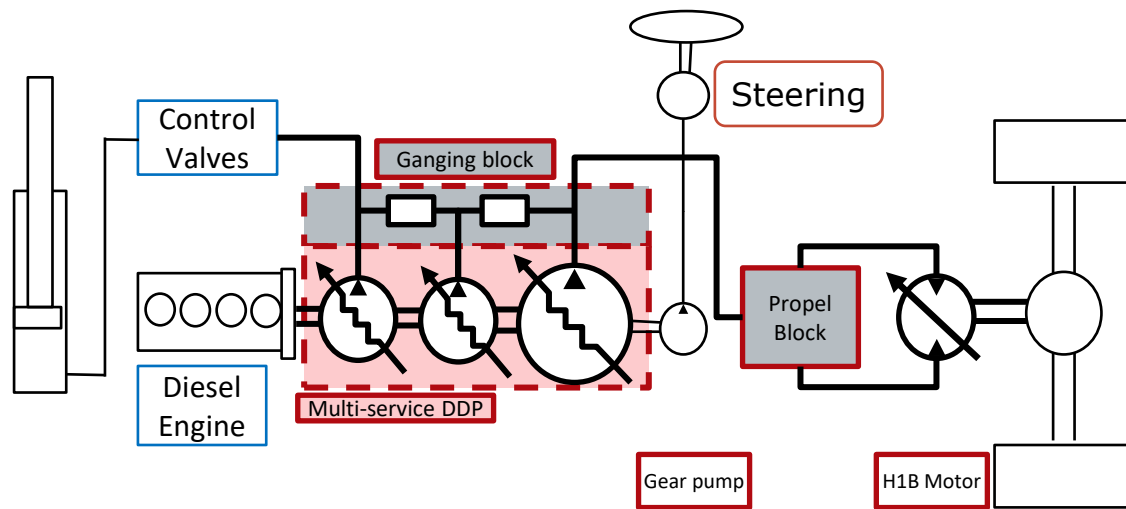 Steering
Control
Valves
Ganging block
Propel
Block
Diesel
Engine
Multi-service DDP
Gear pump
H1B Motor